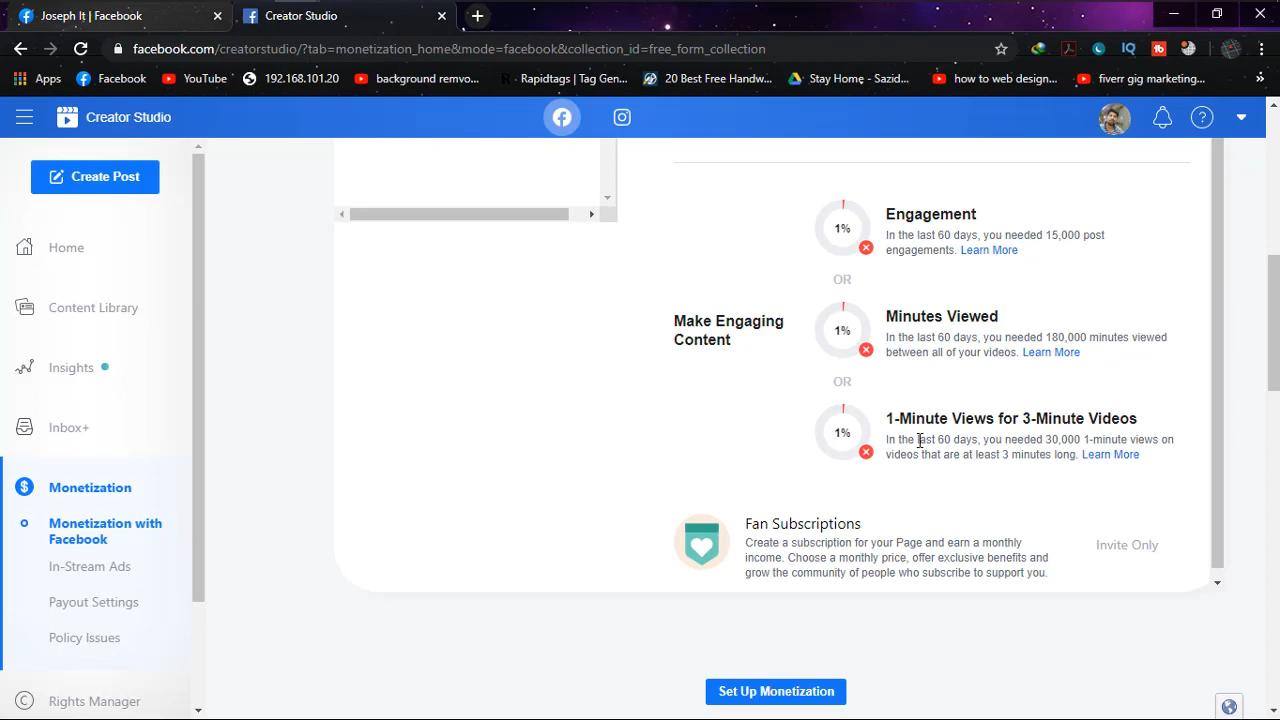 Joseph It | Facebook
Creator Studio
facebook.com/creatorstudio/?tab=monetization_home&mode=facebook&collection_id=free_form_collection
Apps
Facebook
YouTube
192.168.101.20
background remvo...
Rapidtags | Tag Gen...
20 Best Free Handw...
Stay Home - Sazid...
how to web design...
fiverr gig marketing...
Creator Studio
Create Post
Home
Content Library
Insights
Inbox+
Monetization
Monetization with
Facebook
In-Stream Ads
Payout Settings
Policy Issues
Rights Manager
Make Engaging
Content
1%
Engagement
In the last 60 days, you needed 15,000 post
engagements. Learn More
OR
1%
Minutes Viewed
In the last 60 days, you needed 180,000 minutes viewed
between all of your videos. Learn More
OR
1%
1-Minute Views for 3-Minute Videos
In the last 60 days, you needed 30,000 1-minute views on
videos that are at least 3 minutes long. Learn More
Fan Subscriptions
Create a subscription for your Page and earn a monthly
income. Choose a monthly price, offer exclusive benefits and
grow the community of people who subscribe to support you.
Invite Only
Set Up Monetization